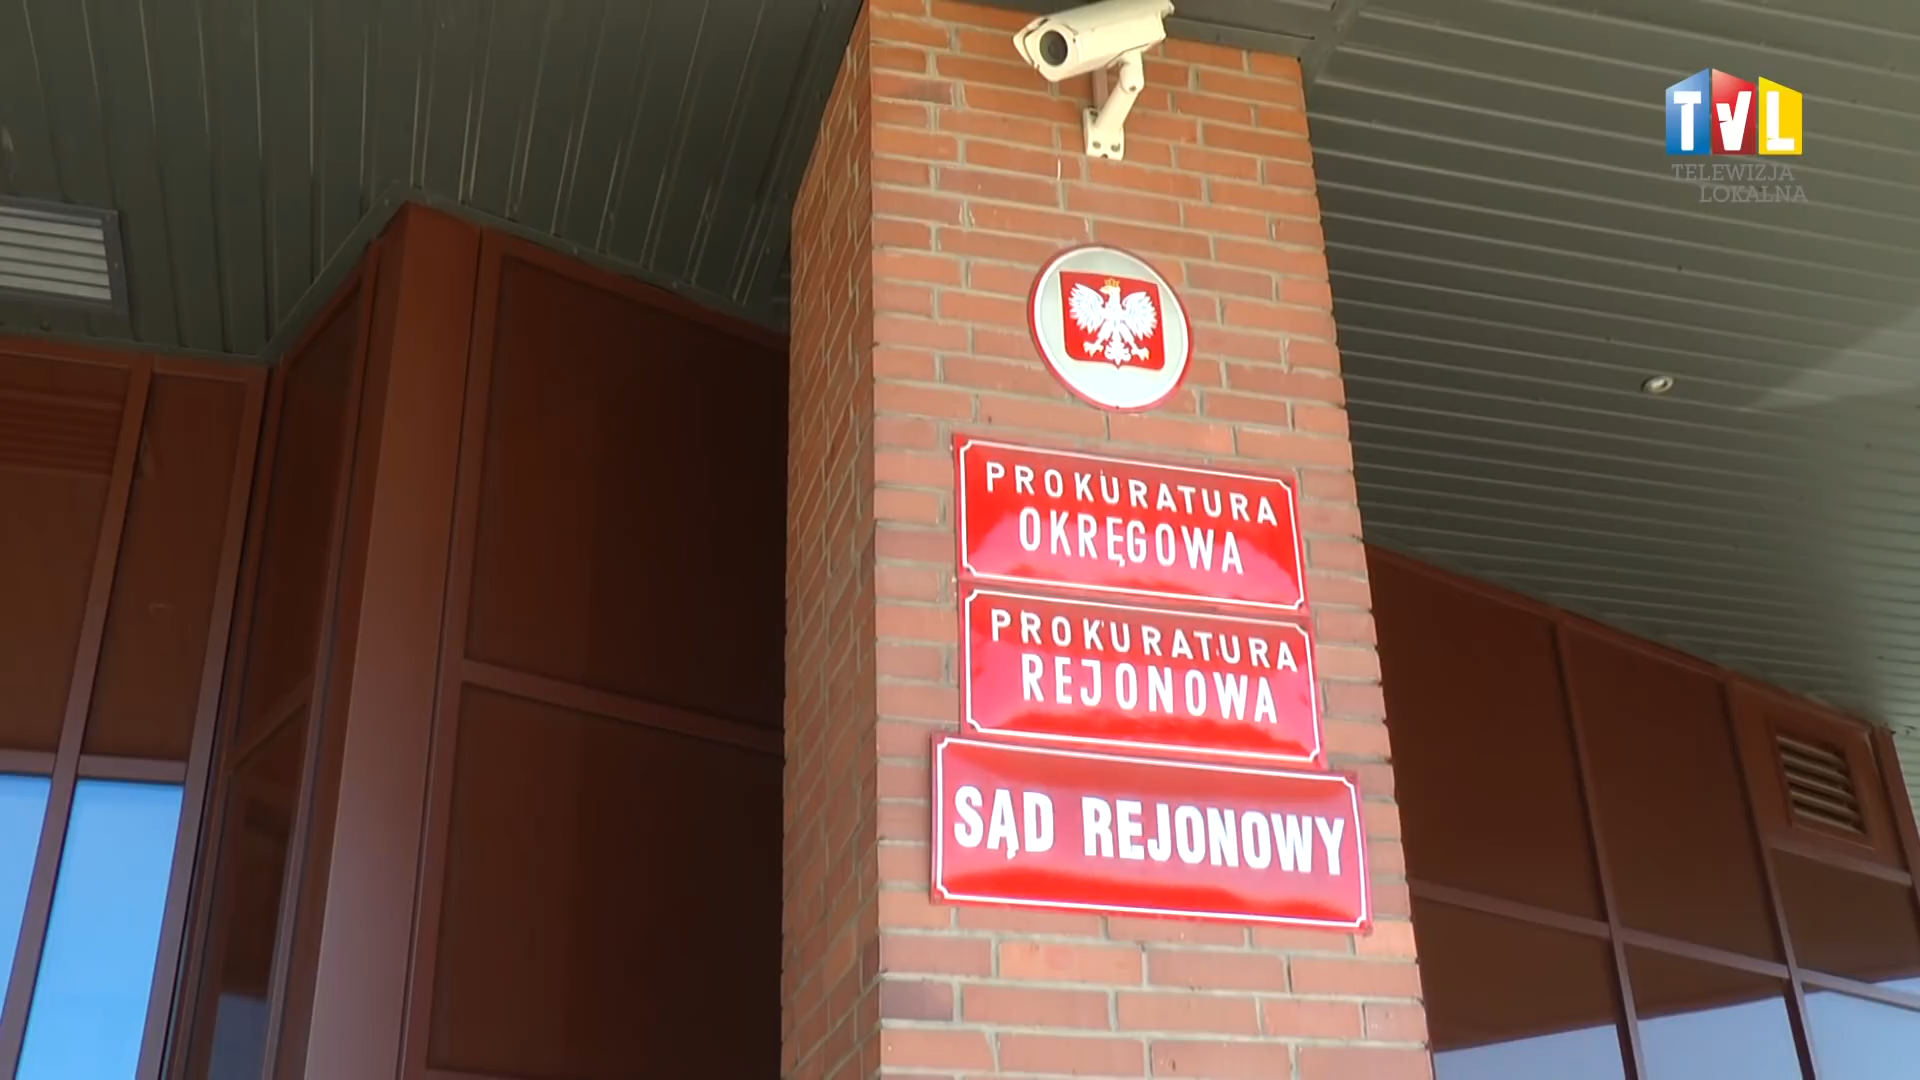 TVL
TELEWIZJA
LOKALNA
PROKURATURA
OKRĘGOWA
PROKURATURA
REJONOWA
SĄD REJONOWY